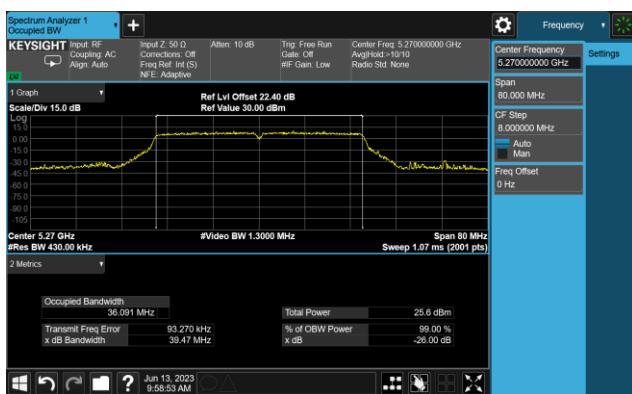 Spectrum Analyzer 1
Occupied BW
Frequency
KEYSIGHT
Input: RF
Coupling: AC
Align: Auto
Input Z: 50 Ω
Corrections: Off
Freq Ref: Int (S)
NFE: Adaptive
Atten: 10 dB
Trig: Free Run
Gate: Off
#IF Gain: Low
Center Freq: 5.270000000 GHz
Avg|Hold:>10/10
Radio Std: None
Center Frequency
5.270000000 GHz
Settings
Span
80.000 MHz
CF Step
8.000000 MHz
Auto
Man
Freq Offset
0 Hz
1 Graph
Scale/Div 15.0 dB
Ref Lvl Offset 22.40 dB
Ref Value 30.00 dBm
Log
15.0
0.00
-15.0
-30.0
-45.0
-60.0
-75.0
-90.0
-105
Center 5.27 GHz
#Video BW 1.3000 MHz
Span 80 MHz
#Res BW 430.00 kHz
Sweep 1.07 ms (2001 pts)
2 Metrics
Occupied Bandwidth
36.091 MHz
Total Power 25.6 dBm
Transmit Freq Error 93.270 kHz
% of OBW Power 99.00 %
x dB Bandwidth 39.47 MHz
x dB -26.00 dB
?
Jun 13, 2023
9:58:53 AM